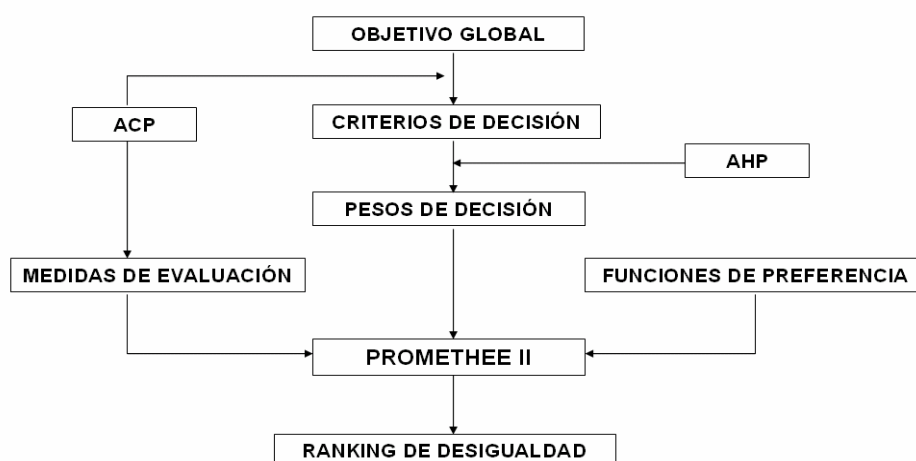 OBJETIVO GLOBAL
ACP
CRITERIOS DE DECISIÓN
AHP
PESOS DE DECISIÓN
MEDIDAS DE EVALUACIÓN
FUNCIONES DE PREFERENCIA
PROMETHEE II
RANKING DE DESIGUALDAD